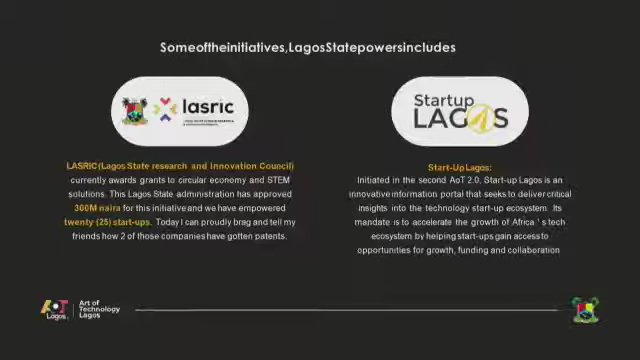 Someoftheinitiatives,LagosStatepowersincludes
lasric
Startup
LAGOS
LASRIC(Lagos State research and Innovation Council)
currently awards grants to circular economy and STEM
solutions. This Lagos State administration has approved
300M naira for this initiative and we have empowered
twenty (25) start-ups. Today I can proudly brag and tell my
friends how 2 of those companies have gotten patents.
Start-Up Lagos:
Initiated in the second AoT 2.0, Start-up Lagos is an
innovative information portal that seeks to deliver critical
insights into the technology start-up ecosystem. Its
mandate is to accelerate the growth of Africa ' s tech
ecosystem by helping start-ups gain access to
opportunities for growth, funding and collaboration
AOT
Lagos
Art of
Technology
Lagos